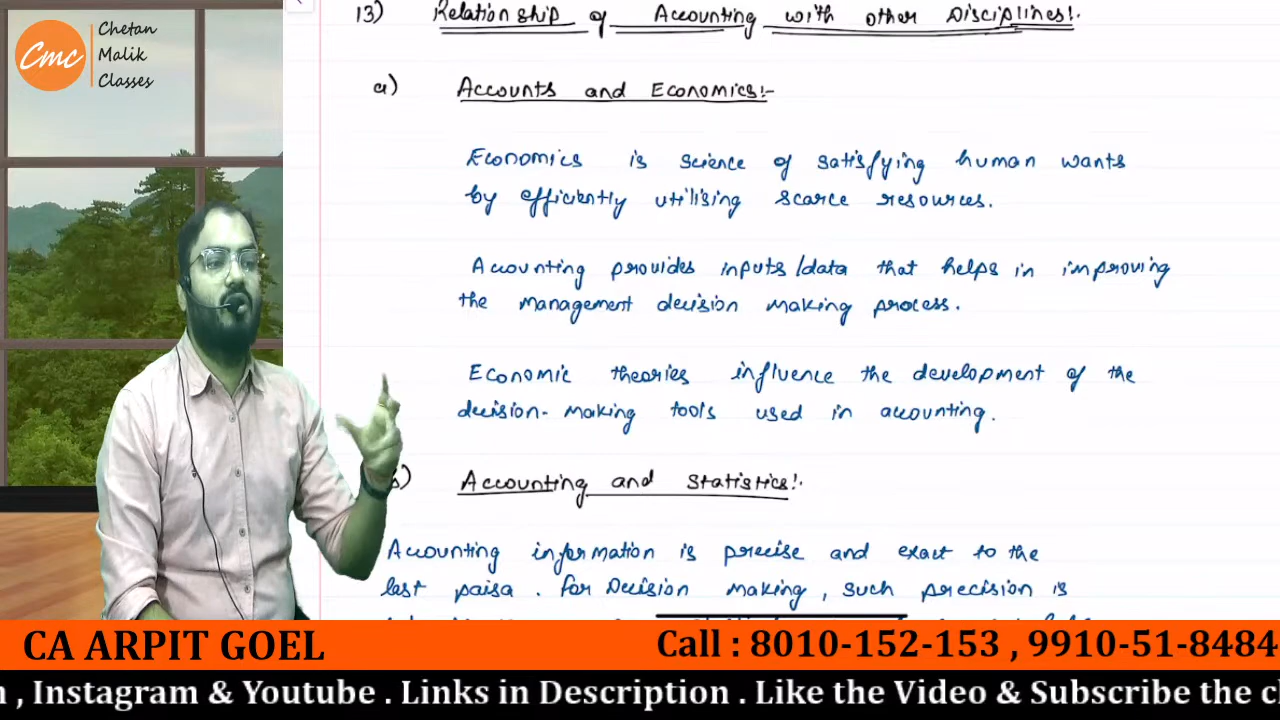 Cmc
Chetan
Malik
Classes
13) Relationship of Accounting with other Disciplines!.
a) Accounts and Economics:-
Economics is science of satisfying human wants
by efficiently utilising scarce resources.
Accounting provides inputs/data that helps in improving
the management decision making process.
Economic theories influence the development of the
decision-making tools used in accounting.
Accounting and Statistics!.
Accounting information is precise and exact to the
last paisa. For Decision making, such precision is
CA ARPIT GOEL
Call : 8010-152-153 , 9910-51-8484
, Instagram & Youtube . Links in Description . Like the Video & Subscribe the